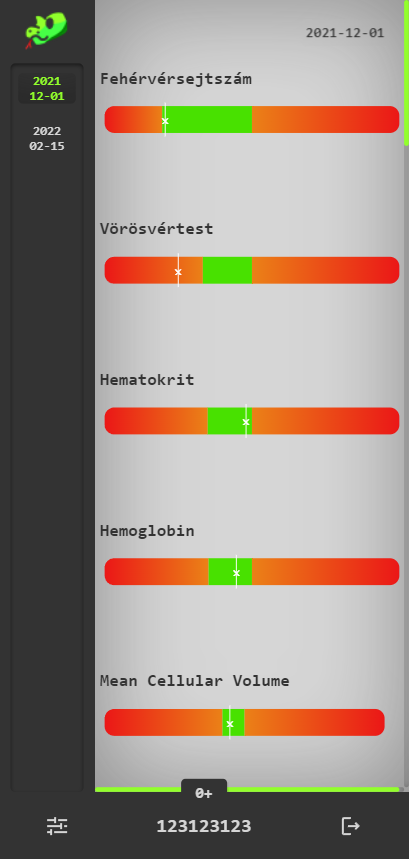 2021-12-01
2021
12-01
2022
02-15
Fehérvérsejtszám
Vörösvértest
Hematokrit
Hemoglobin
Mean Cellular Volume
0+
123123123